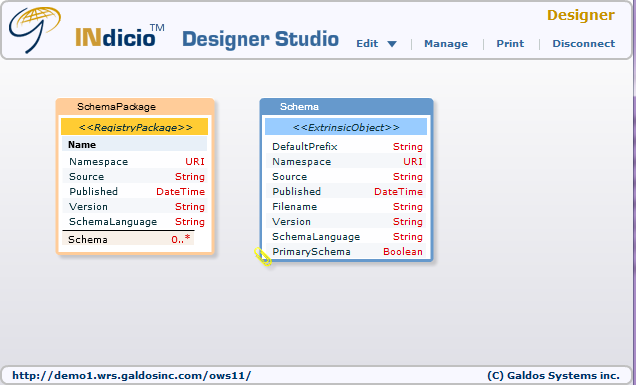 Designer
INdicio™ Designer Studio
Edit Manage Print Disconnect
SchemaPackage
<<RegistryPackage>>
Name
Namespace URI
Source String
Published DateTime
Version String
SchemaLanguage String
Schema 0..*
Schema
<<ExtrinsicObject>>
DefaultPrefix String
Namespace URI
Source String
Published DateTime
Filename String
Version String
SchemaLanguage String
PrimarySchema Boolean
http://demo1.wrs.galdosinc.com/ows11/ (C) Galdos Systems inc.